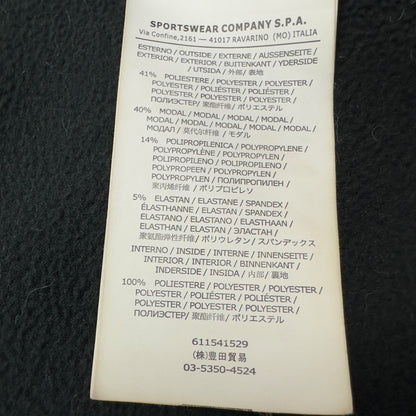 SPORTSWEAR COMPANY S.P.A.
Via Confine,2161 — 41017 RAVARINO (MO) ITALIA
ESTERNO / OUTSIDE / EXTERNE / AUSSENSEITE /
EXTERIOR / EXTERIOR / BUITENKANT / YDERSIDE
/ UTSIDA / 外部 / 表地
41% POLIESTERE / POLYESTER / POLYESTER /
POLYESTER / POLIÉSTER / POLIÉSTER /
POLYESTER / POLYESTER / POLYESTER /
ПОЛИЭСТЕР/ 聚酯纤维 / ポリエステル
40% MODAL / MODAL / MODAL / MODAL /
MODAL / MODAL / MODAL / MODAL / MODAL /
МОДАЛ / 莫代尔纤维 / モダル
14% POLIPROPILENICA / POLYPROPYLENE /
POLYPROPYLÈNE / POLYPROPYLEN /
POLIPROPILENO / POLIPROPILENO /
POLYPROPEEN / POLYPROPYLEN /
POLYPROPYLEN / ПОЛИПРОПИЛЕН /
聚丙烯纤维 / ポリプロピレソ
5% ELASTAN / ELASTANE / SPANDEX /
ÉLASTHANNE / ELASTAN / SPANDEX /
ELASTANO / ELASTANO / ELASTHAAN /
ELASTHAN / ELASTAN / ЭЛАСТАН /
聚氨酯弹性纤维/ ポリウレタン / スパンデックス
INTERNO / INSIDE / INTERNE / INNENSEITE /
INTERIOR / INTERIOR / BINNENKANT /
INDERSIDE / INSIDA / 内部 / 裏地
100% POLIESTERE / POLYESTER / POLYESTER /
POLYESTER / POLIÉSTER / POLIÉSTER /
POLYESTER / POLYESTER / POLYESTER /
ПОЛИЭСТЕР/ 聚酯纤维 / ポリエステル
611541529
(株)豊田貿易
03-5350-4524